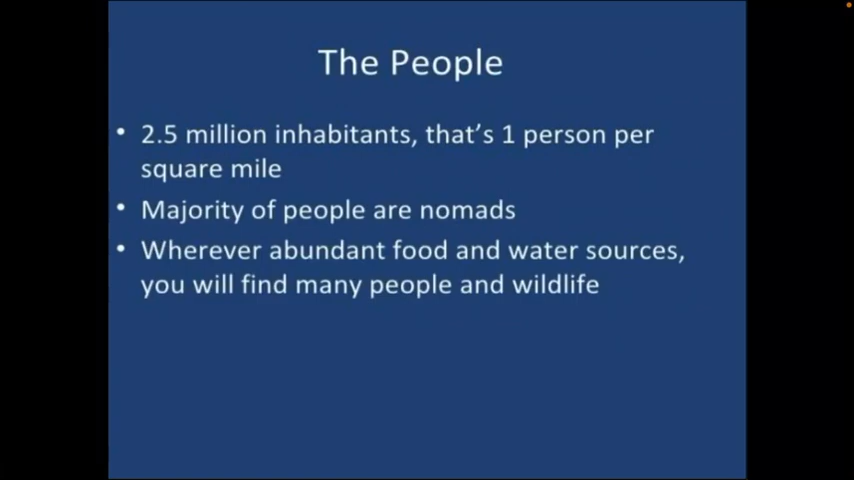 The People
• 2.5 million inhabitants, that's 1 person per
square mile
• Majority of people are nomads
• Wherever abundant food and water sources,
you will find many people and wildlife